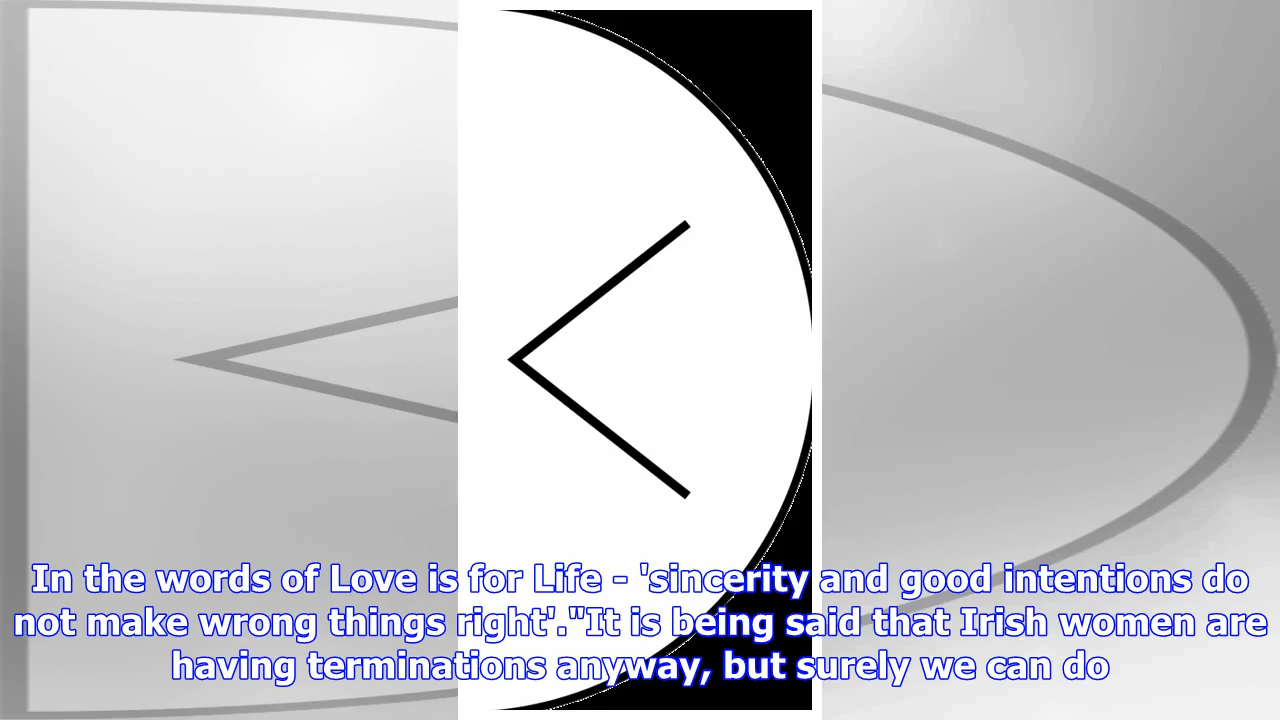 In the words of Love is for Life - 'sincerity and good intentions do
not make wrong things right'."It is being said that Irish women are
having terminations anyway, but surely we can do